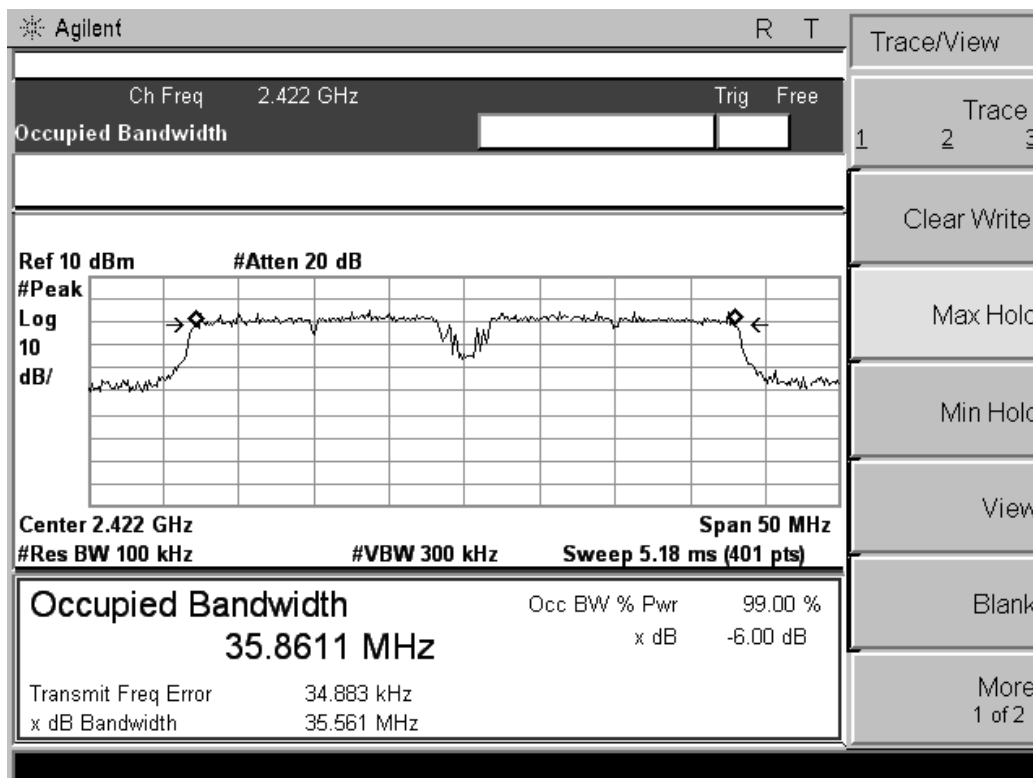 Agilent R T
Ch Freq 2.422 GHz Trig Free
Occupied Bandwidth
Ref 10 dBm #Atten 20 dB
#Peak
Log
10
dB/
Center 2.422 GHz Span 50 MHz
#Res BW 100 kHz #VBW 300 kHz Sweep 5.18 ms (401 pts)
Occupied Bandwidth
35.8611 MHz
Occ BW % Pwr 99.00 %
x dB -6.00 dB
Transmit Freq Error 34.883 kHz
x dB Bandwidth 35.561 MHz
Trace/View
Trace
1 2 3
Clear Write
Max Hold
Min Hold
View
Blank
More
1 of 2